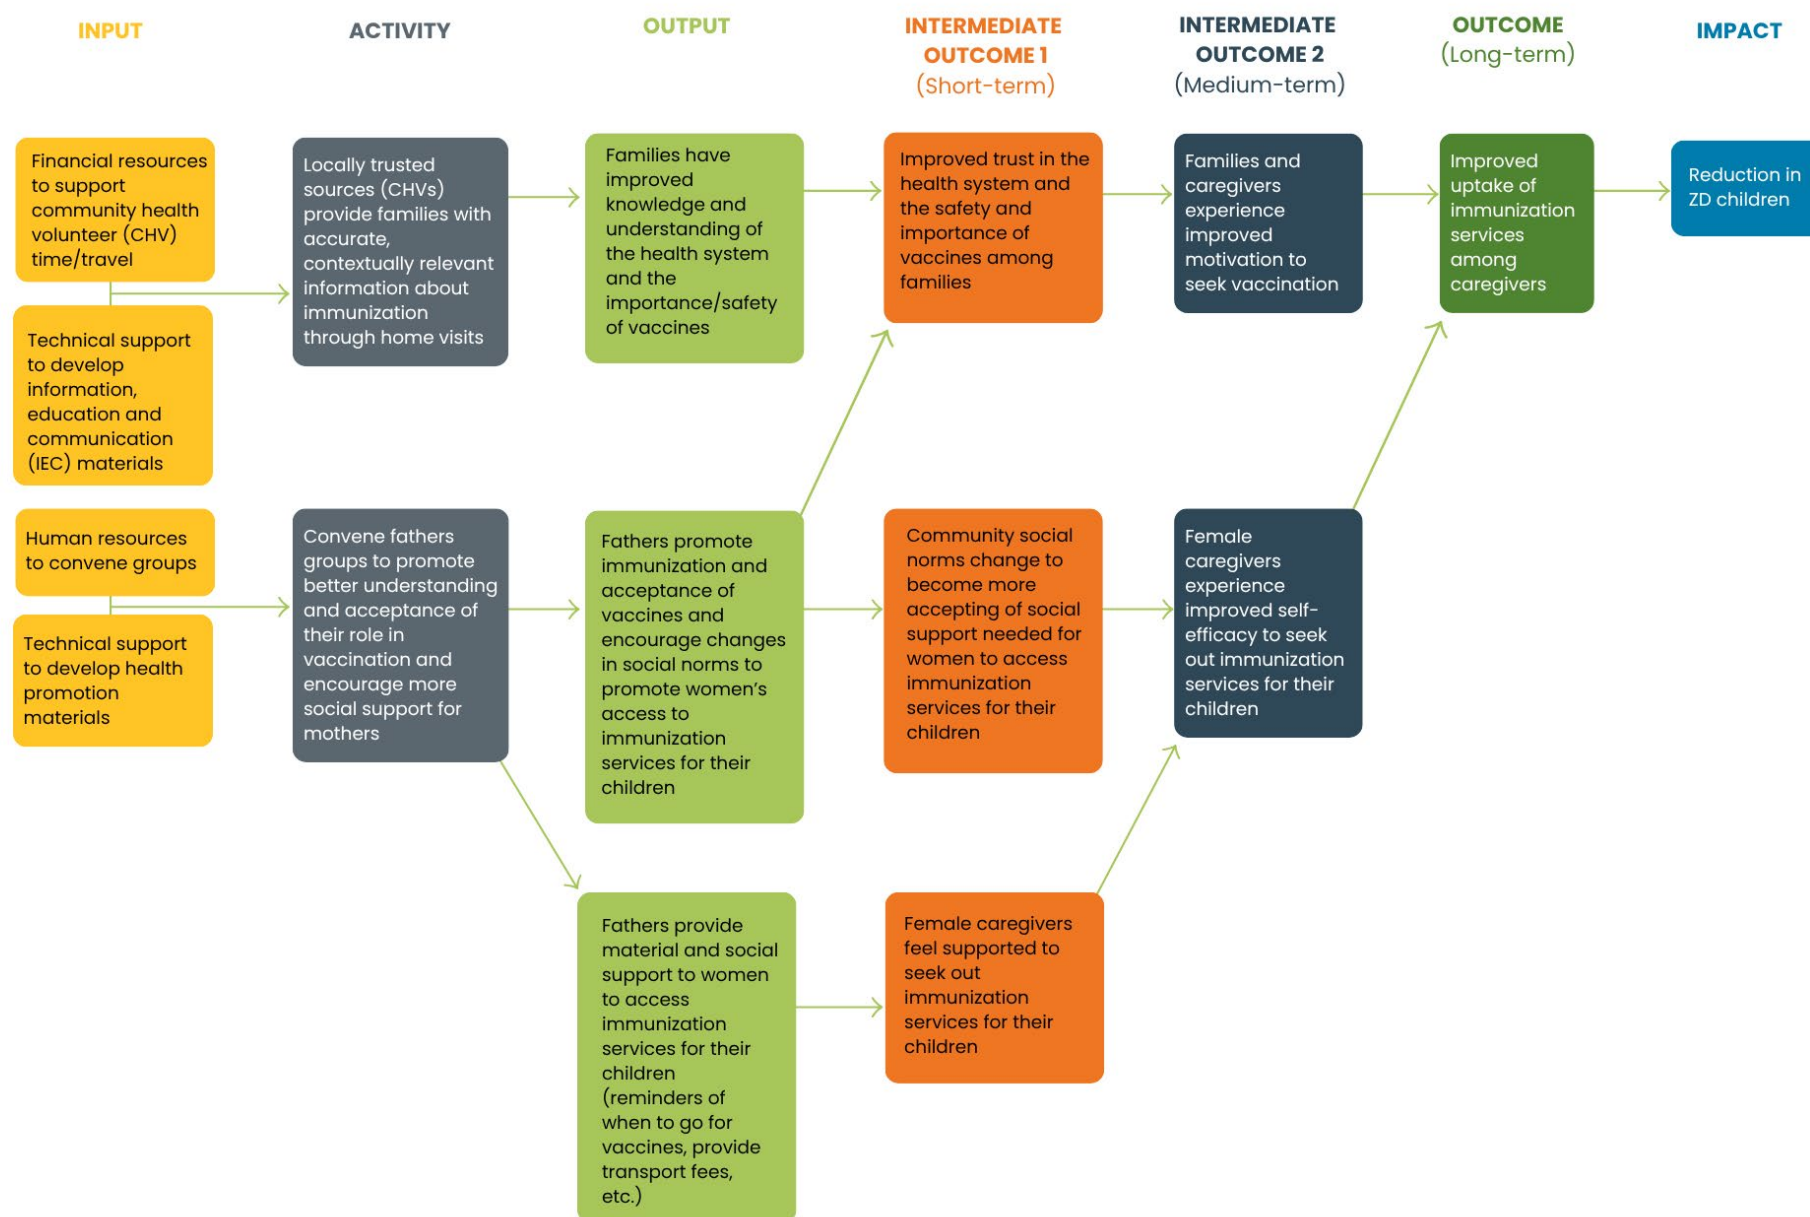 INPUT
ACTIVITY
OUTPUT
INTERMEDIATE
OUTCOME 1
(Short-term)
INTERMEDIATE
OUTCOME 2
(Medium-term)
OUTCOME
(Long-term)
IMPACT
Financial resources
to support
community health
volunteer (CHV)
time/travel
Technical support
to develop
information,
education and
communication
(IEC) materials
Locally trusted
sources (CHVs)
provide families with
accurate,
contextually relevant
information about
immunization
through home visits
Families have
improved
knowledge and
understanding of
the health system
and the
importance/safety
of vaccines
Improved trust in the
health system and
the safety and
importance of
vaccines among
families
Families and
caregivers
experience
improved
motivation to
seek vaccination
Improved
uptake of
immunization
services
among
caregivers
Reduction in
ZD children
Human resources
to convene groups
Technical support
to develop health
promotion
materials
Convene fathers
groups to promote
better understanding
and acceptance of
their role in
vaccination and
encourage more
social support for
mothers
Fathers promote
immunization and
acceptance of
vaccines and
encourage changes
in social norms to
promote women's
access to
immunization
services for their
children
Community social
norms change to
become more
accepting of social
support needed for
women to access
immunization
services for their
children
Female
caregivers
experience
improved self-
efficacy to seek
out immunization
services for their
children
Fathers provide
material and social
support to women
to access
immunization
services for their
children
(reminders of
when to go for
vaccines, provide
transport fees,
etc.)
Female caregivers
feel supported to
seek out
immunization
services for their
children